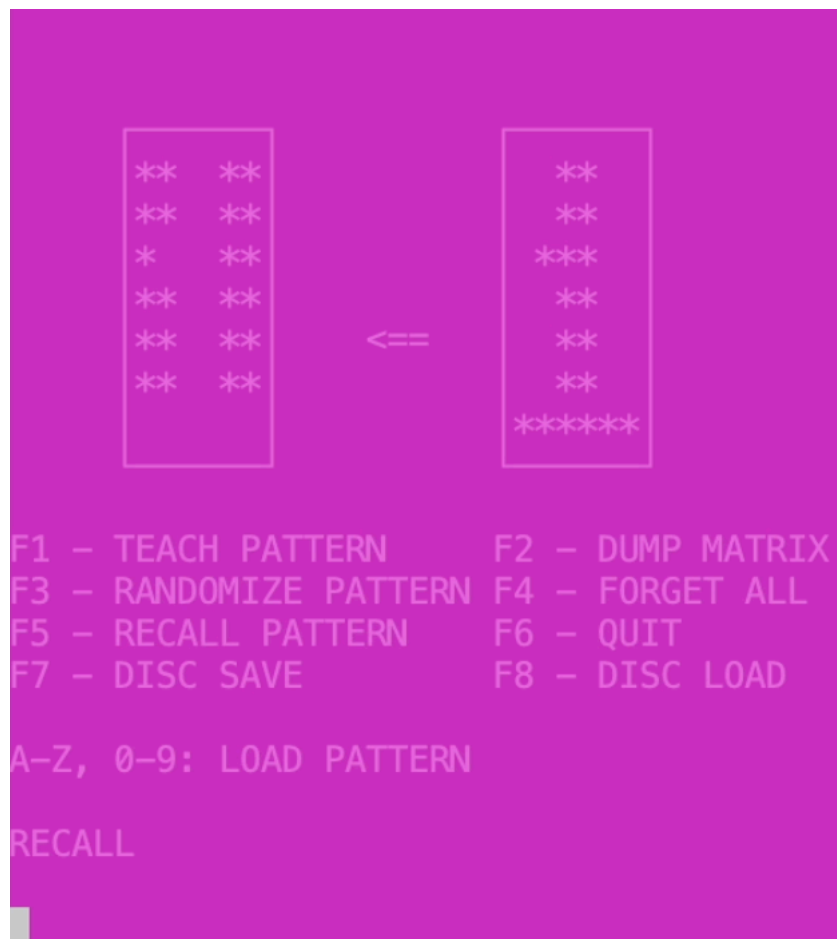 **  **     **
**  **     **
*   **    ***
**  **     **
**  ** <== **
**  **     **
******
F1 – TEACH PATTERN F2 – DUMP MATRIX
F3 – RANDOMIZE PATTERN F4 – FORGET ALL
F5 – RECALL PATTERN F6 – QUIT
F7 – DISC SAVE F8 – DISC LOAD
A–Z, 0–9: LOAD PATTERN
RECALL